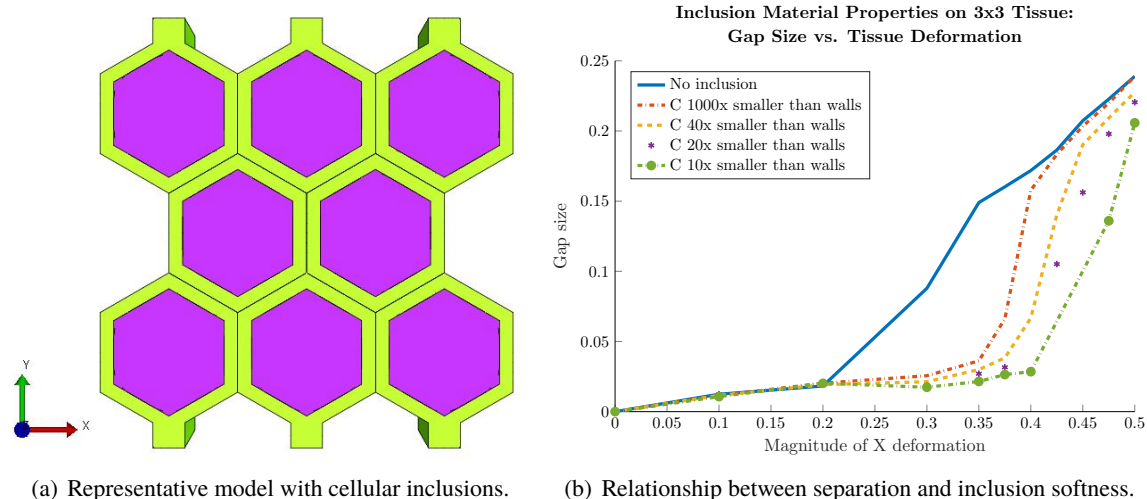 Inclusion Material Properties on 3x3 Tissue:
Gap Size vs. Tissue Deformation
Y
X
0.25
0.2
0.15
0.1
0.05
0
Gap size
No inclusion
C 1000x smaller than walls
C 40x smaller than walls
C 20x smaller than walls
C 10x smaller than walls
0 0.05 0.1 0.15 0.2 0.25 0.3 0.35 0.4 0.45 0.5
Magnitude of X deformation
(a) Representative model with cellular inclusions.
(b) Relationship between separation and inclusion softness.